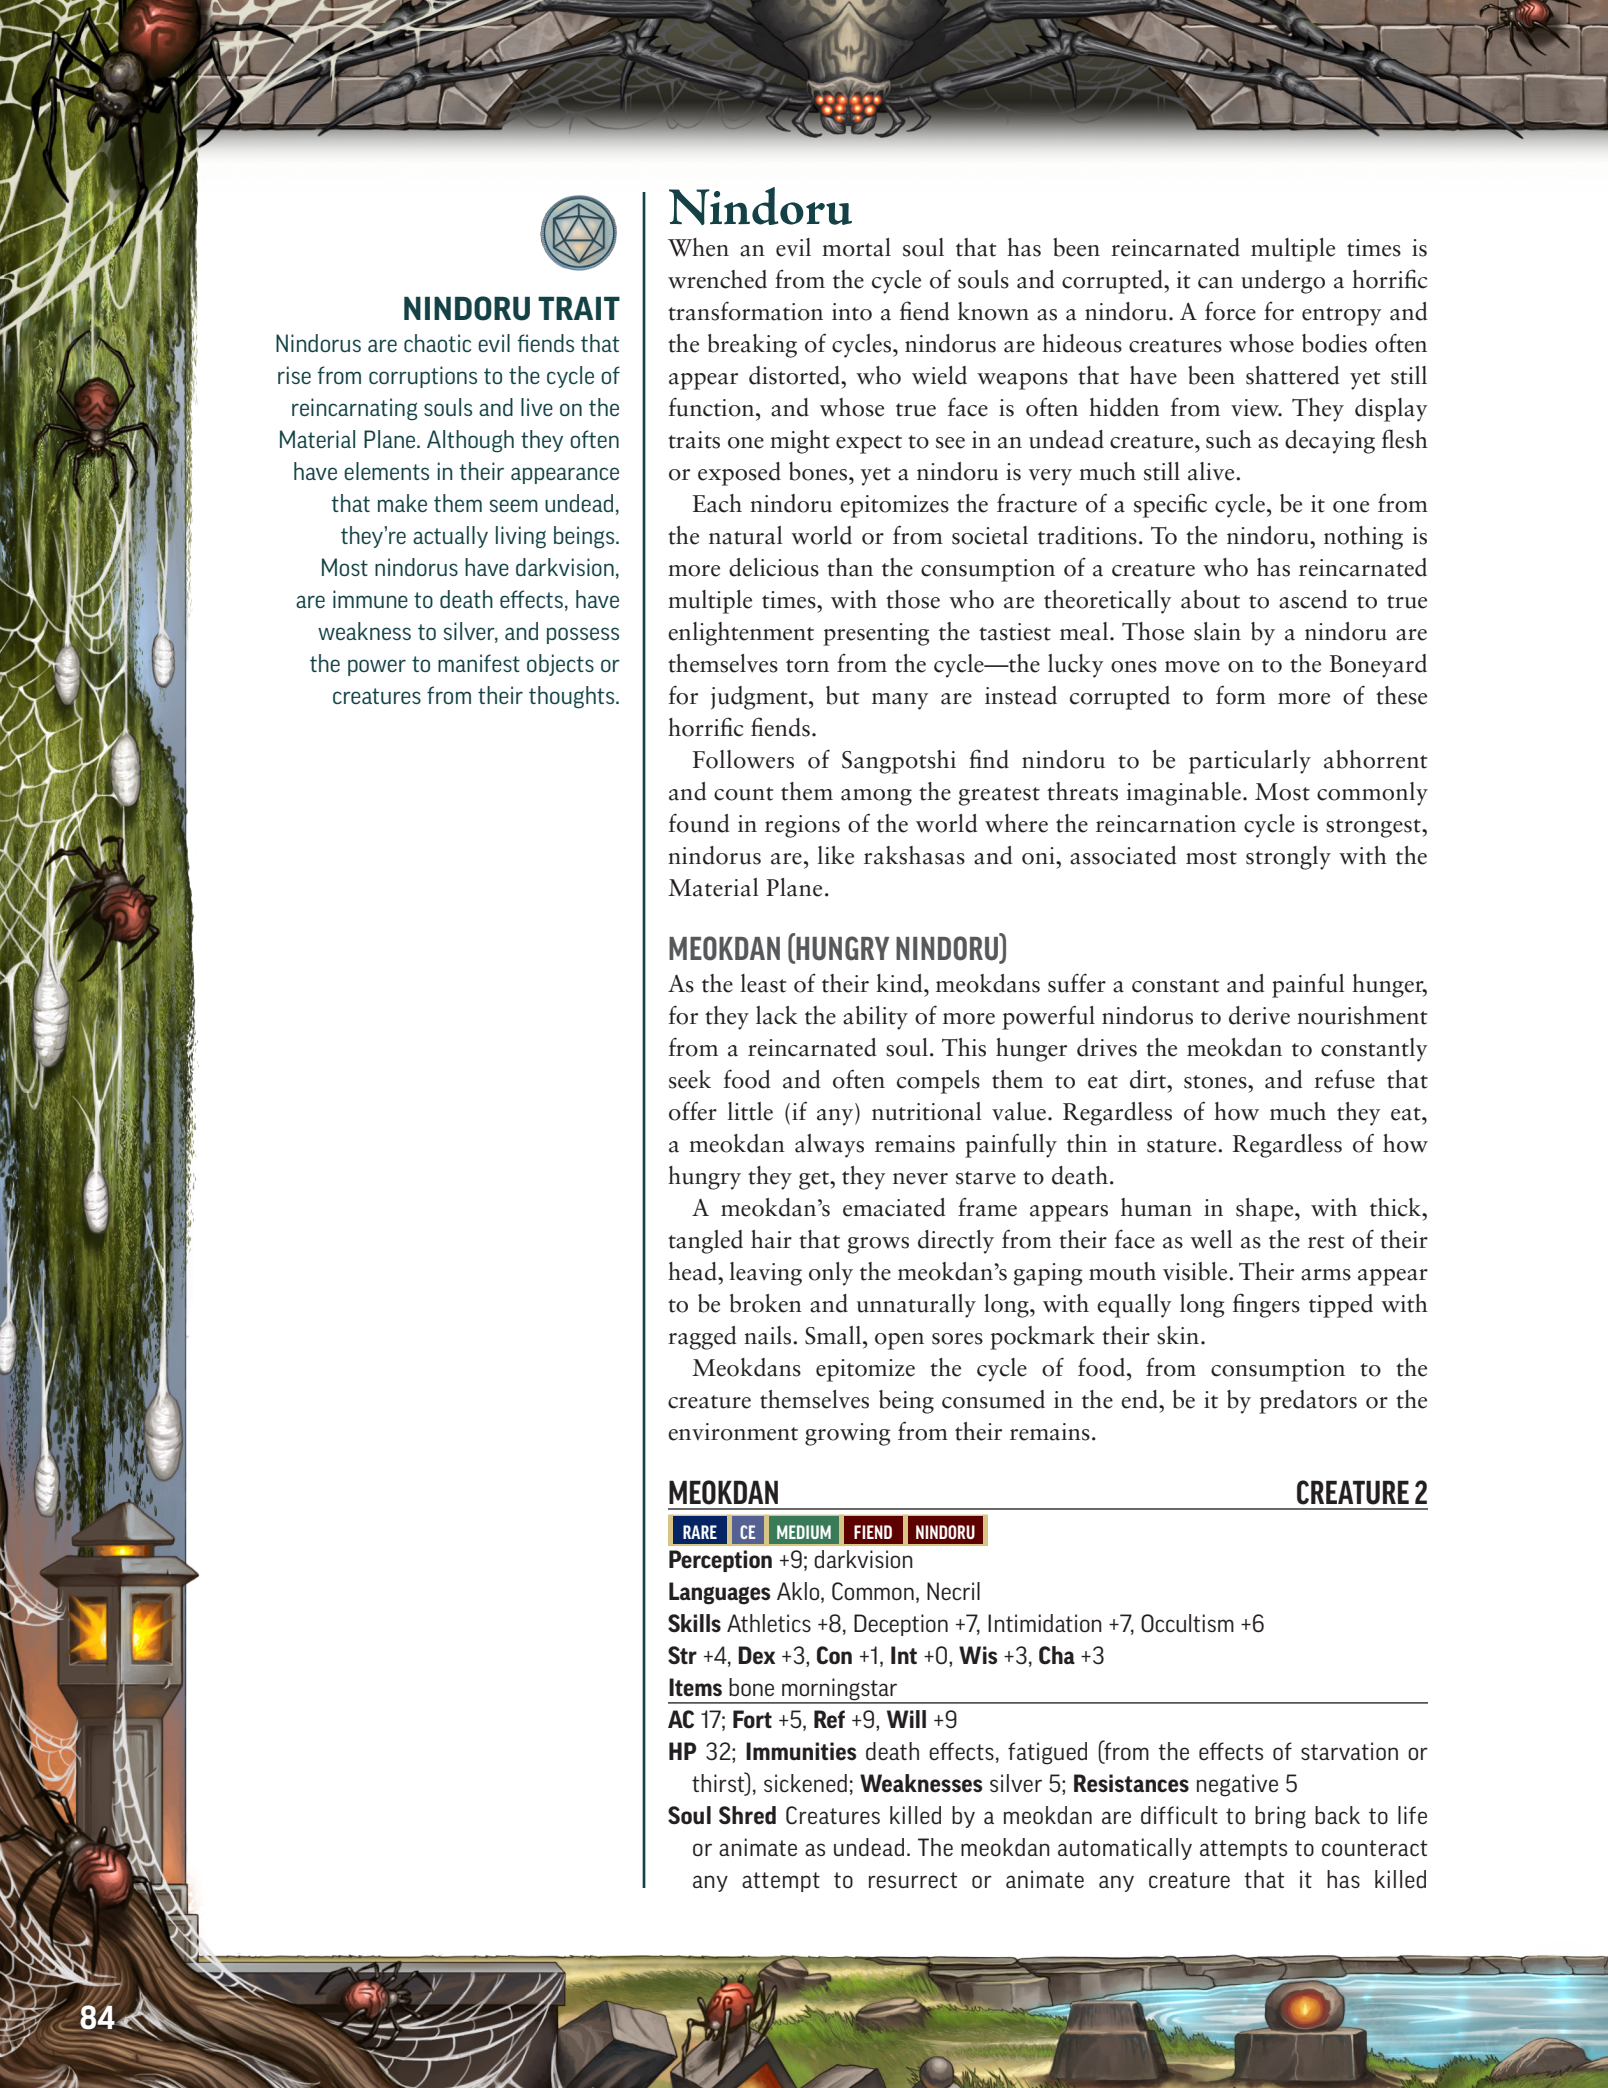 NINDORU TRAIT
Nindorus are chaotic evil fiends that
rise from corruptions to the cycle of
reincarnating souls and live on the
Material Plane. Although they often
have elements in their appearance
that make them seem undead,
they’re actually living beings.
Most nindorus have darkvision,
are immune to death effects, have
weakness to silver, and possess
the power to manifest objects or
creatures from their thoughts.
Nindoru
When an evil mortal soul that has been reincarnated multiple times is
wrenched from the cycle of souls and corrupted, it can undergo a horrific
transformation into a fiend known as a nindoru. A force for entropy and
the breaking of cycles, nindorus are hideous creatures whose bodies often
appear distorted, who wield weapons that have been shattered yet still
function, and whose true face is often hidden from view. They display
traits one might expect to see in an undead creature, such as decaying flesh
or exposed bones, yet a nindoru is very much still alive.
Each nindoru epitomizes the fracture of a specific cycle, be it one from
the natural world or from societal traditions. To the nindoru, nothing is
more delicious than the consumption of a creature who has reincarnated
multiple times, with those who are theoretically about to ascend to true
enlightenment presenting the tastiest meal. Those slain by a nindoru are
themselves torn from the cycle—the lucky ones move on to the Boneyard
for judgment, but many are instead corrupted to form more of these
horrific fiends.
Followers of Sangpotshi find nindoru to be particularly abhorrent
and count them among the greatest threats imaginable. Most commonly
found in regions of the world where the reincarnation cycle is strongest,
nindorus are, like rakshasas and oni, associated most strongly with the
Material Plane.
MEOKDAN (HUNGRY NINDORU)
As the least of their kind, meokdans suffer a constant and painful hunger,
for they lack the ability of more powerful nindorus to derive nourishment
from a reincarnated soul. This hunger drives the meokdan to constantly
seek food and often compels them to eat dirt, stones, and refuse that
offer little (if any) nutritional value. Regardless of how much they eat,
a meokdan always remains painfully thin in stature. Regardless of how
hungry they get, they never starve to death.
A meokdan’s emaciated frame appears human in shape, with thick,
tangled hair that grows directly from their face as well as the rest of their
head, leaving only the meokdan’s gaping mouth visible. Their arms appear
to be broken and unnaturally long, with equally long fingers tipped with
ragged nails. Small, open sores pockmark their skin.
Meokdans epitomize the cycle of food, from consumption to the
creature themselves being consumed in the end, be it by predators or the
environment growing from their remains.
MEOKDAN CREATURE 2
RARE CE MEDIUM FIEND NINDORU
Perception +9; darkvision
Languages Aklo, Common, Necril
Skills Athletics +8, Deception +7, Intimidation +7, Occultism +6
Str +4, Dex +3, Con +1, Int +0, Wis +3, Cha +3
Items bone morningstar
AC 17; Fort +5, Ref +9, Will +9
HP 32; Immunities death effects, fatigued (from the effects of starvation or
thirst), sickened; Weaknesses silver 5; Resistances negative 5
Soul Shred Creatures killed by a meokdan are difficult to bring back to life
or animate as undead. The meokdan automatically attempts to counteract
any attempt to resurrect or animate any creature that it has killed
84